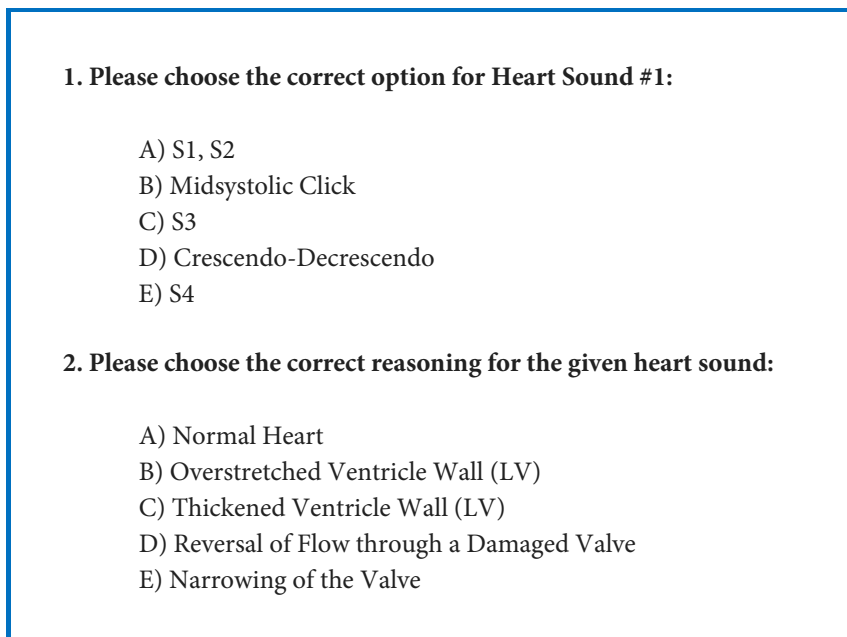 1. Please choose the correct option for Heart Sound #1:
A) S1, S2
B) Midsystolic Click
C) S3
D) Crescendo-Decrescendo
E) S4
2. Please choose the correct reasoning for the given heart sound:
A) Normal Heart
B) Overstretched Ventricle Wall (LV)
C) Thickened Ventricle Wall (LV)
D) Reversal of Flow through a Damaged Valve
E) Narrowing of the Valve